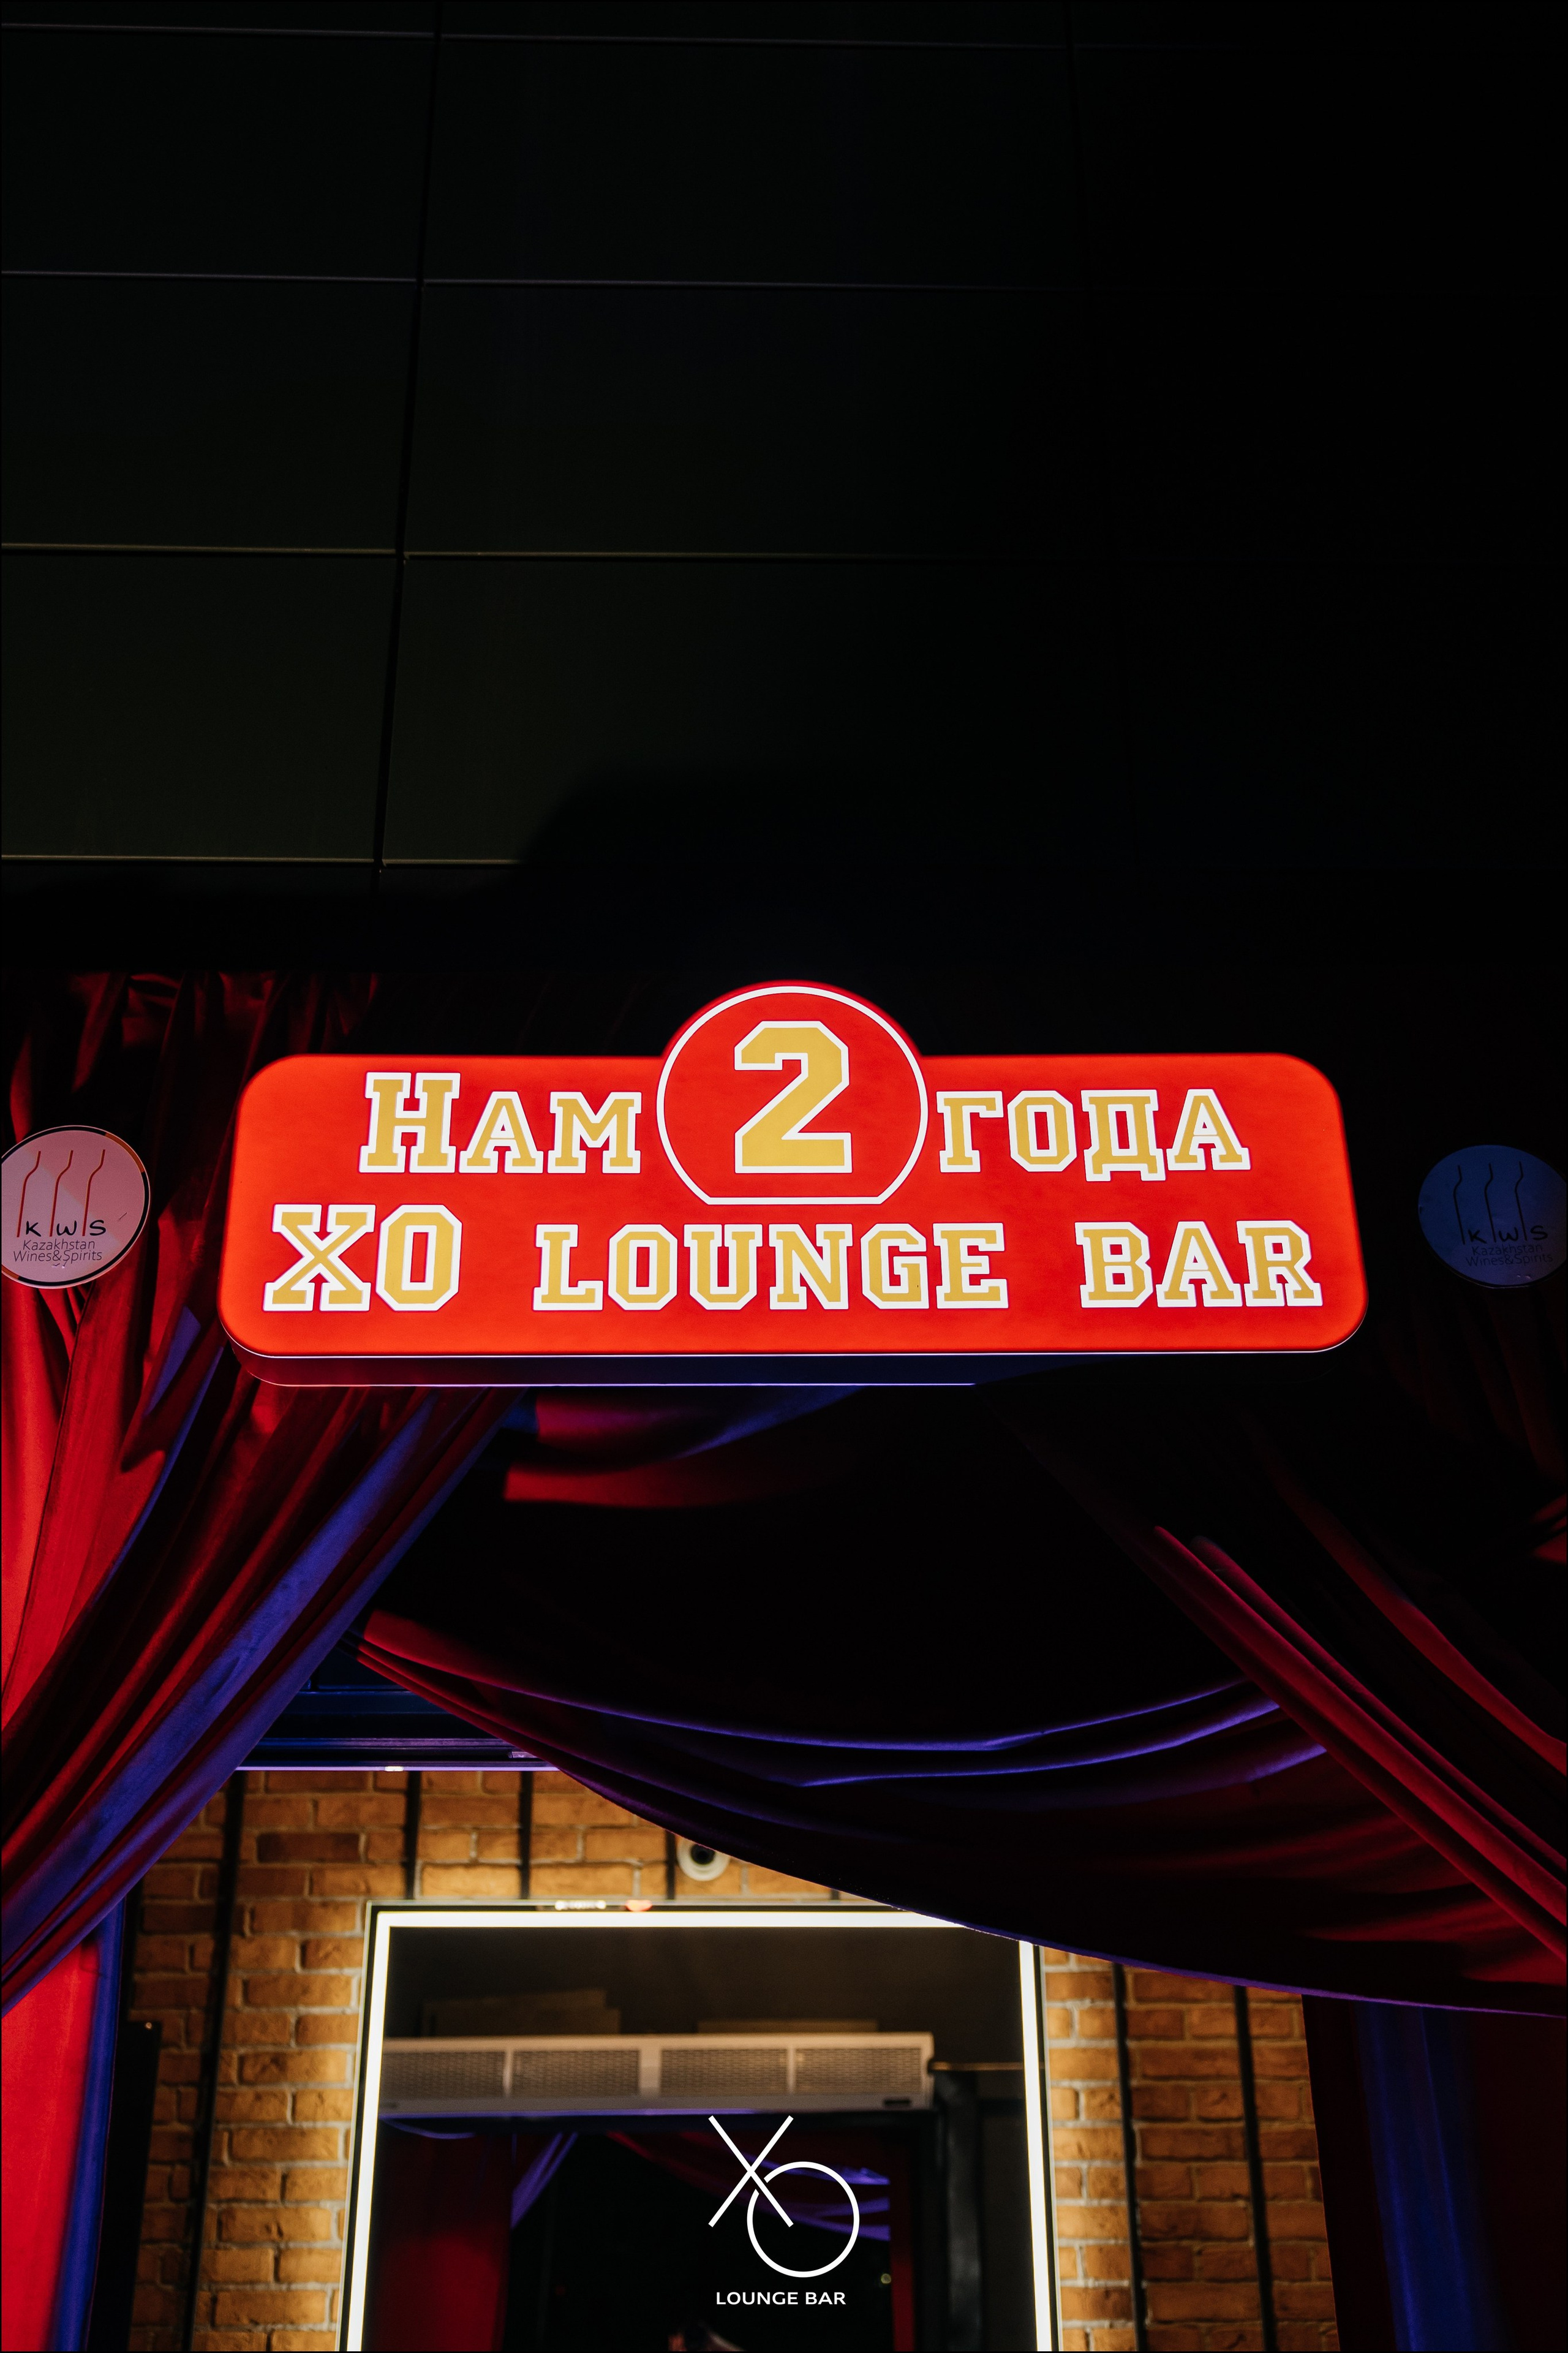 Нам 2 года
XO LOUNGE BAR
KWS
Kazakhstan
Wines&Spirits
KWS
Kazakhstan
Wines&Spirits
XO
LOUNGE BAR